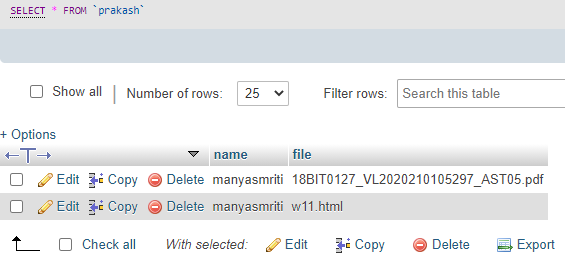 SELECT * FROM `prakash`
Show all Number of rows: 25 Filter rows: Search this table
+ Options
name file
Edit Copy Delete manyasmriti 18BIT0127_VL2020210105297_AST05.pdf
Edit Copy Delete manyasmriti w11.html
Check all With selected: Edit Copy Delete Export